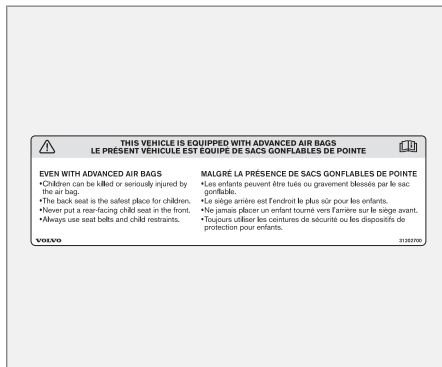 THIS VEHICLE IS EQUIPPED WITH ADVANCED AIR BAGS
LE PRÉSENT VÉHICULE EST ÉQUIPÉ DE SACS GONFLABLES DE POINTE
EVEN WITH ADVANCED AIR BAGS
•Children can be killed or seriously injured by
the air bag.
•The back seat is the safest place for children.
•Never put a rear-facing child seat in the front.
•Always use seat belts and child restraints.
MALGRÉ LA PRÉSENCE DE SACS GONFLABLES DE POINTE
•Les enfants peuvent être tués ou gravement blessés par le sac
gonflable.
•Le siège arrière est l'endroit le plus sûr pour les enfants.
•Ne jamais placer un enfant tourné vers l'arrière sur le siège avant.
•Toujours utiliser les ceintures de sécurité ou les dispositifs de
protection pour enfants.
VOLVO
31202700